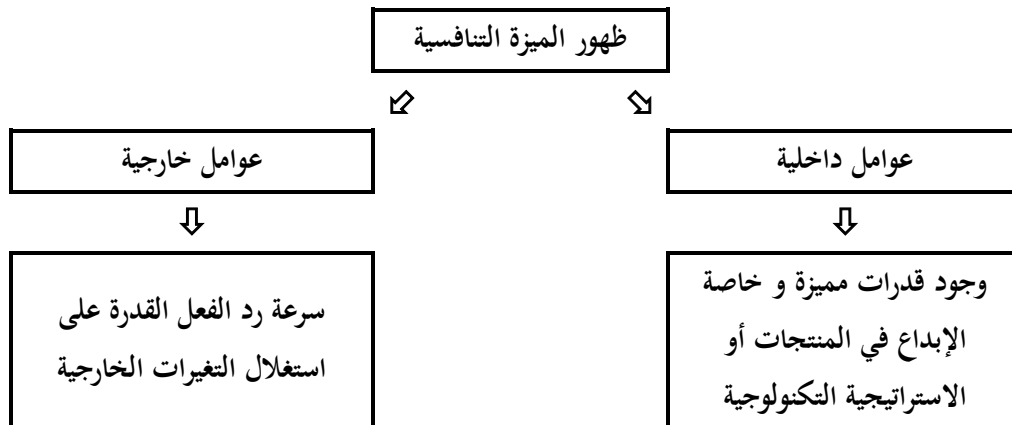 ظهور الميزة التنافسية
عوامل داخلية
عوامل خارجية
وجود قدرات مميزة و خاصة
الإبداع في المنتجات أو
الاستراتيجية التكنولوجية
سرعة رد الفعل القدرة على
استغلال التغيرات الخارجية